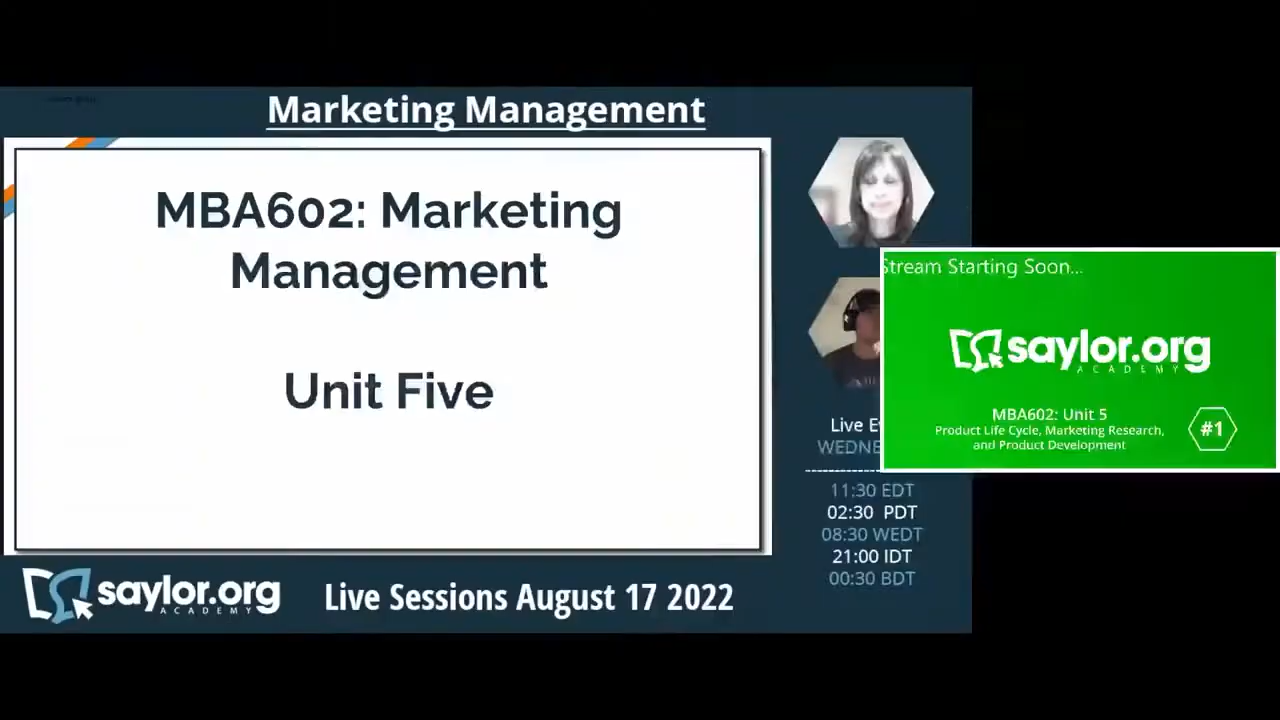 Marketing Management
MBA602: Marketing
Management
Unit Five
Stream Starting Soon...
saylor.org
ACADEMY
MBA602: Unit 5
Product Life Cycle, Marketing Research,
and Product Development
#1
Live
WEDNE
11:30 EDT
02:30 PDT
08:30 WEDT
21:00 IDT
00:30 BDT
saylor.org
ACADEMY
Live Sessions August 17 2022